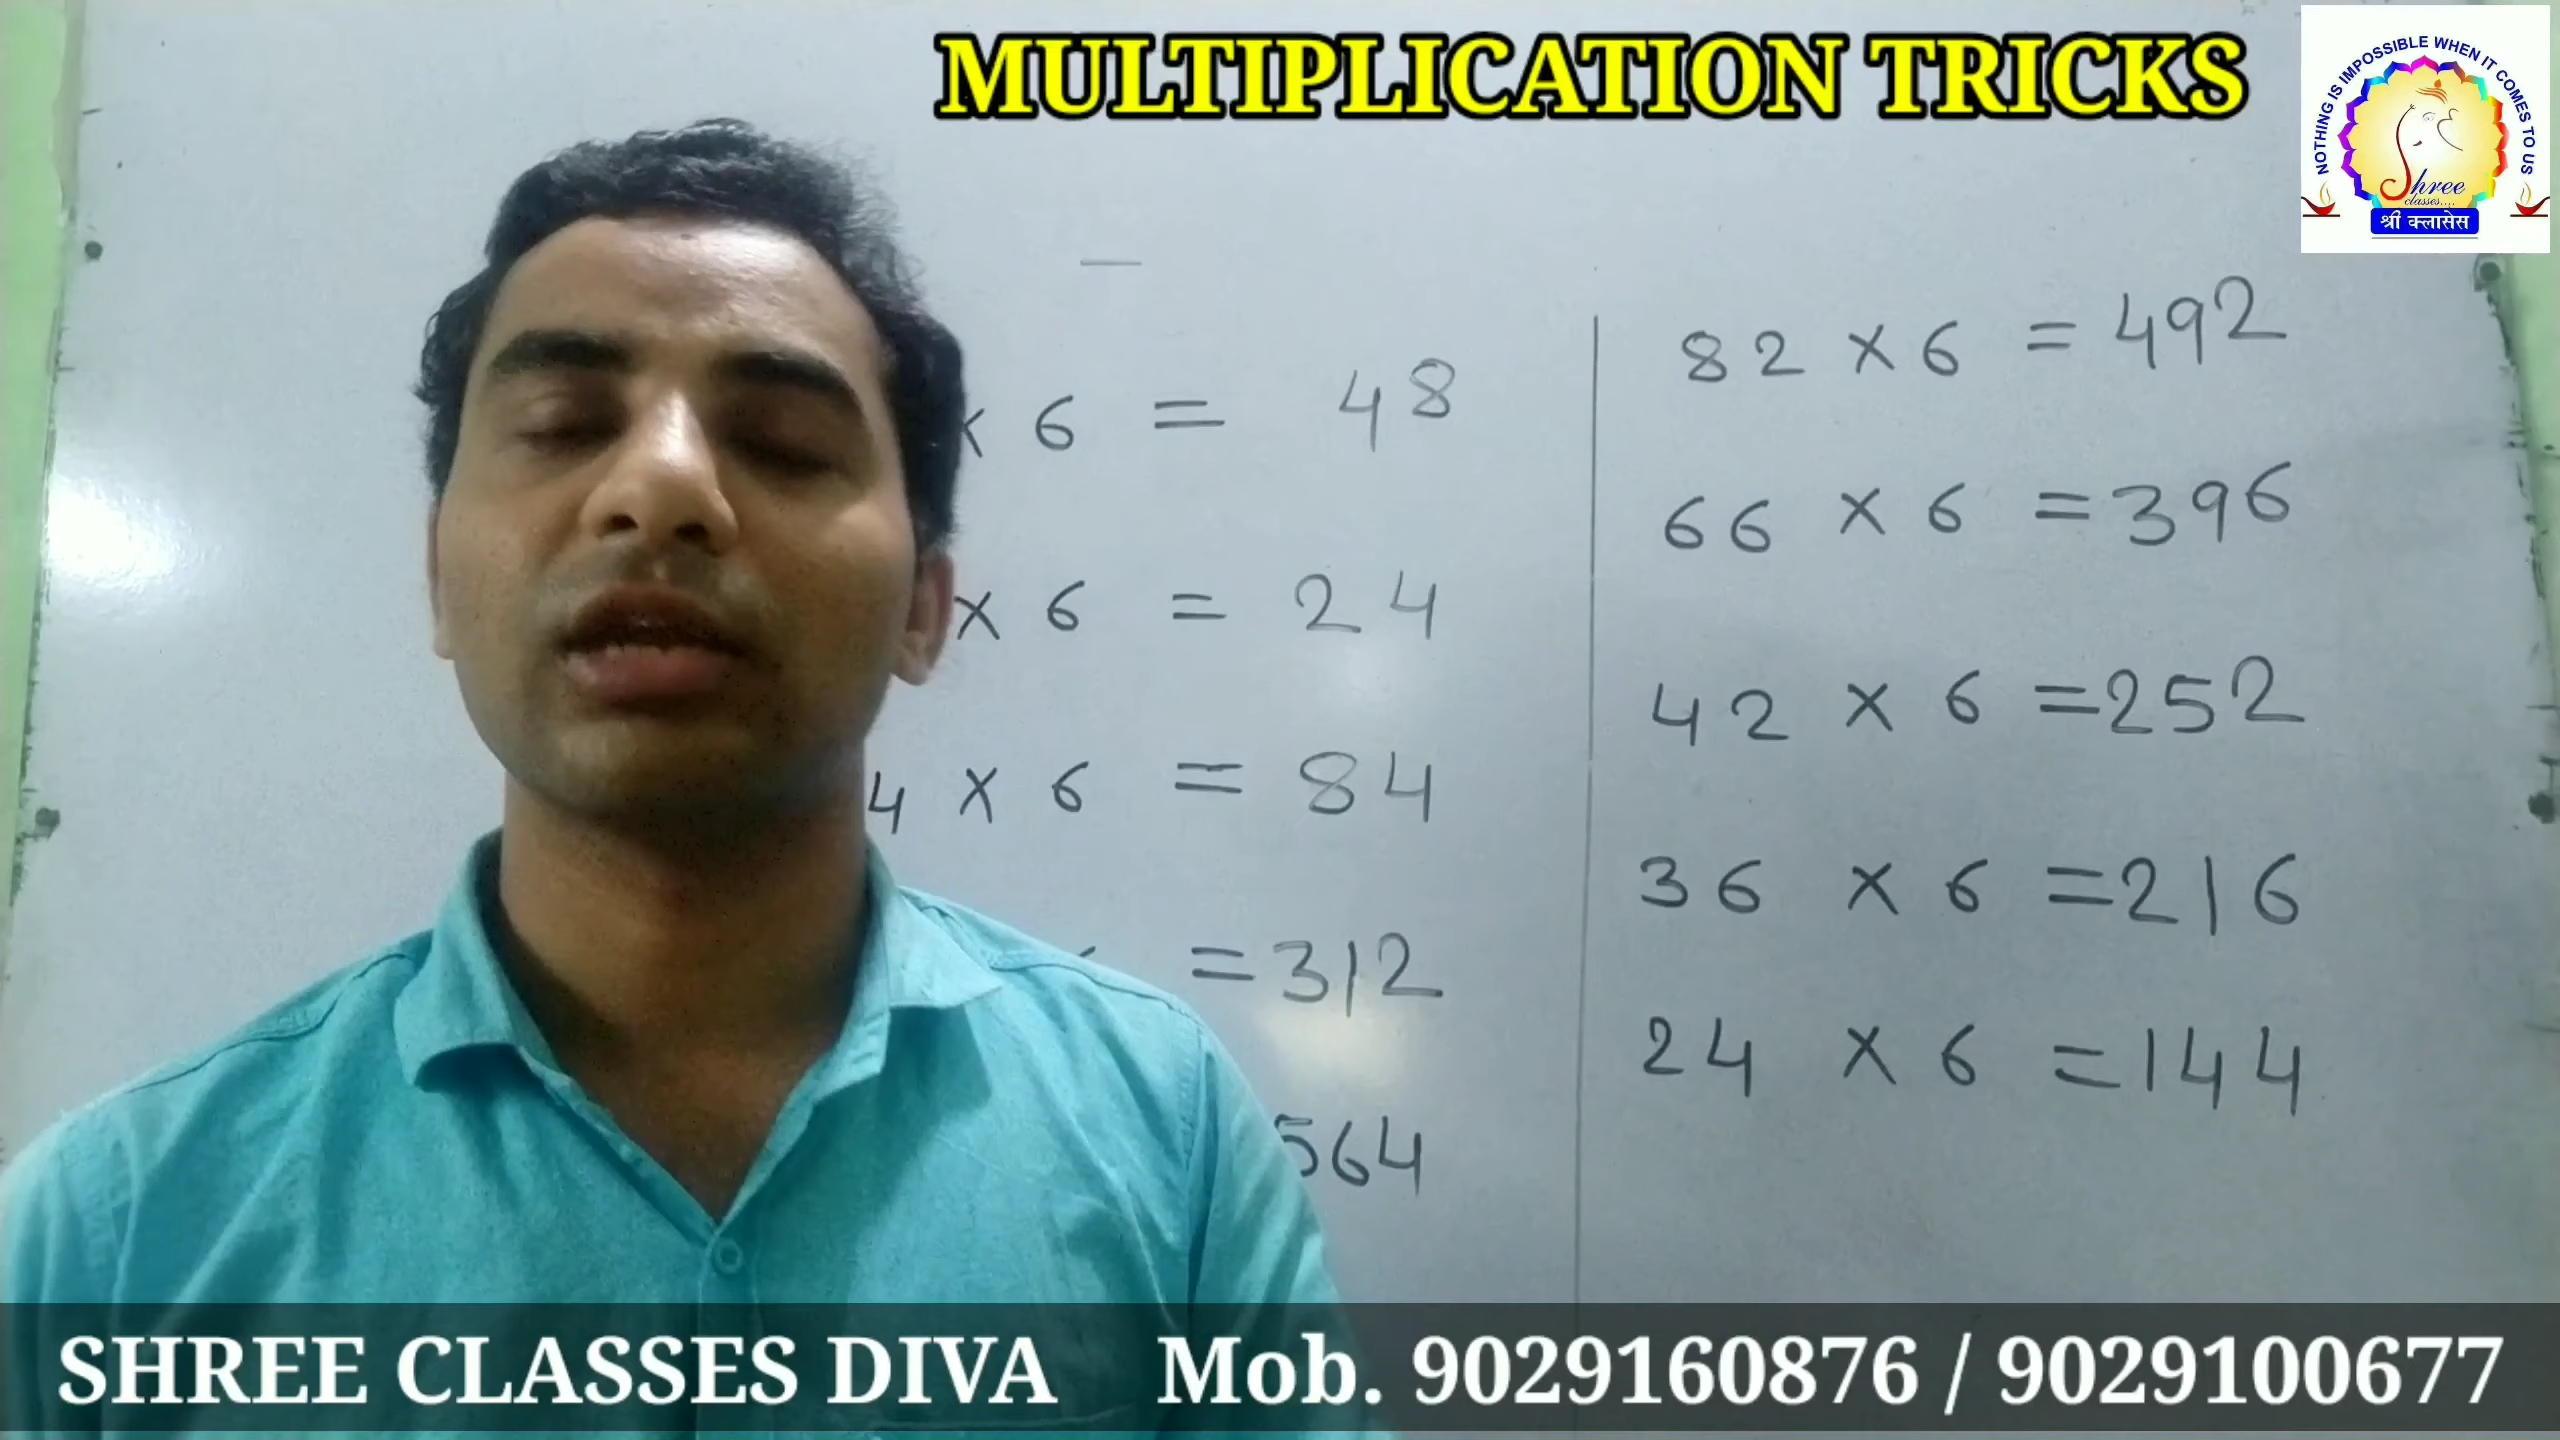 MULTIPLICATION TRICKS
NOTHING IS IMPOSSIBLE WHEN IT COMES TO US
Shree
classes....
श्री क्लासेस
× 6 = 48
× 6 = 24
4 × 6 = 84
= 312
564
82 × 6 = 492
66 × 6 = 396
42 × 6 = 252
36 × 6 = 216
24 × 6 = 144
SHREE CLASSES DIVA Mob. 9029160876 / 9029100677